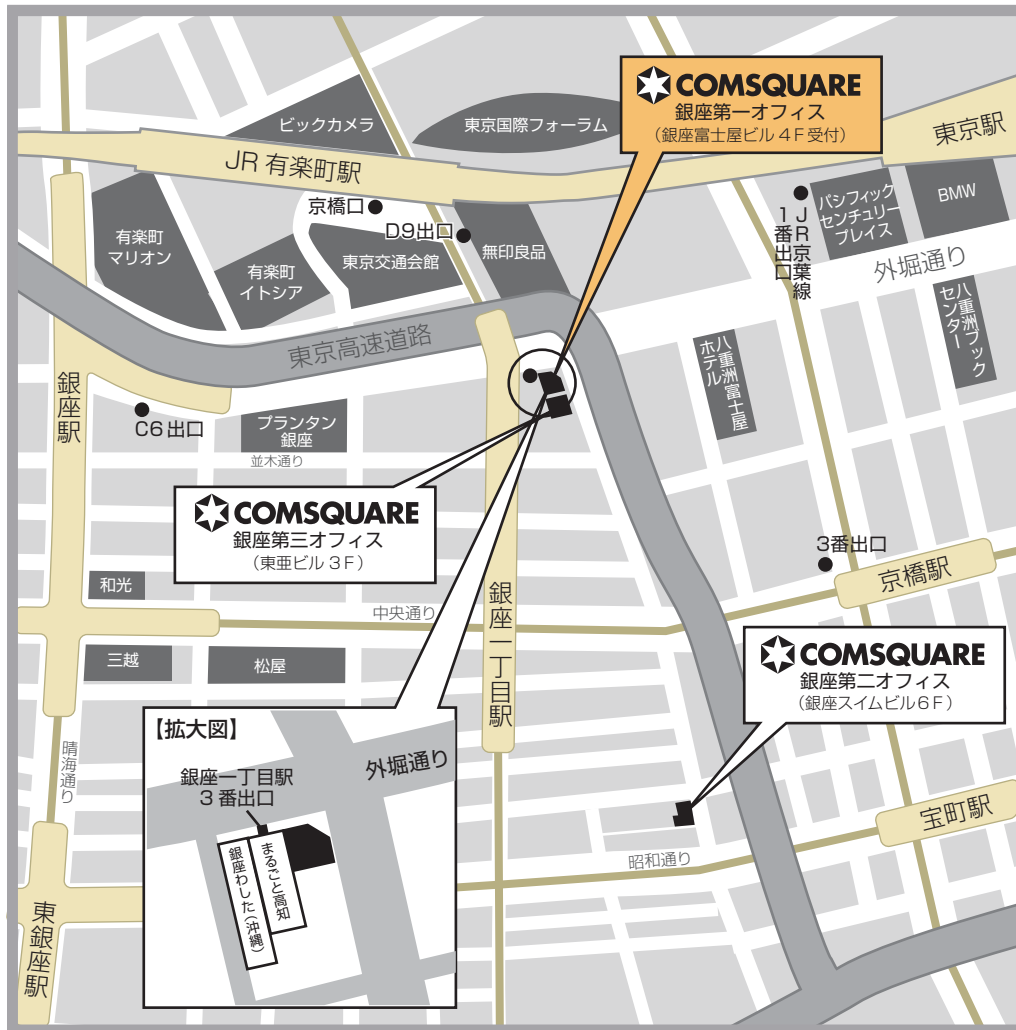 COMSQUARE
銀座第一オフィス
（銀座富士屋ビル 4F 受付）
東京駅
ビックカメラ
東京国際フォーラム
JR 有楽町駅
京橋口
D9出口
有楽町
マリオン
有楽町
イトシア
東京交通会館
無印良品
JR京葉線
1番出口
パシフィック
センチュリー
プレイス
BMW
外堀通り
東京高速道路
八重洲富士屋
ホテル
八重洲ブック
センター
銀座駅
C6 出口
プランタン
銀座
並木通り
COMSQUARE
銀座第三オフィス
（東亜ビル 3F）
3番出口
京橋駅
和光
中央通り
銀座一丁目駅
三越
松屋
COMSQUARE
銀座第二オフィス
（銀座スイムビル6F）
晴海通り
【拡大図】
外堀通り
銀座一丁目駅
3 番出口
まるごと高知
銀座わした（沖縄）
宝町駅
昭和通り
東銀座駅